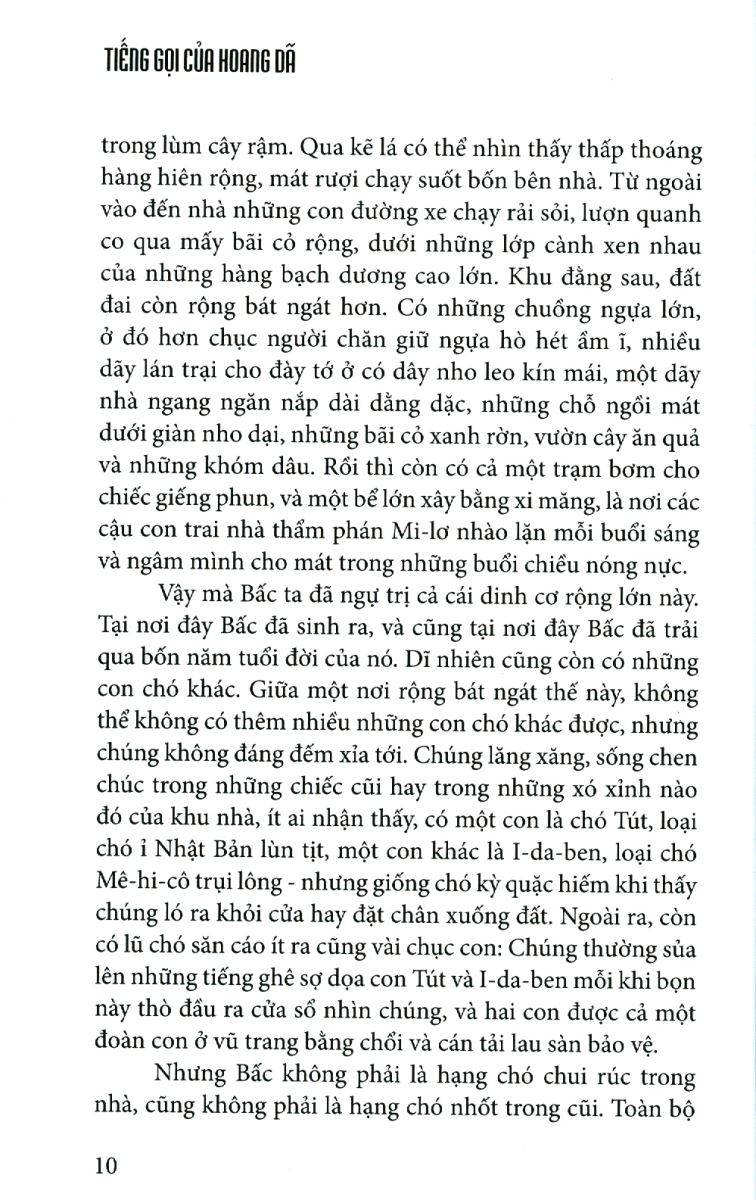 TIẾNG GỌI CỦA HOANG DÃ
trong lùm cây rậm. Qua kẽ lá có thể nhìn thấy thấp thoáng
hàng hiên rộng, mát rượi chạy suốt bốn bên nhà. Từ ngoài
vào đến nhà những con đường xe chạy rải sỏi, lượn quanh
co qua mấy bãi cỏ rộng, dưới những lớp cành xen nhau
của những hàng bạch dương cao lớn. Khu đằng sau, đất
đai còn rộng bát ngát hơn. Có những chuồng ngựa lớn,
ở đó hơn chục người chăn giữ ngựa hò hét ầm ĩ, nhiều
dãy lán trại cho đày tớ ở có dây nho leo kín mái, một dãy
nhà ngang ngăn nắp dài dằng dặc, những chỗ ngồi mát
dưới giàn nho dại, những bãi cỏ xanh rờn, vườn cây ăn quả
và những khóm dâu. Rồi thì còn có cả một trạm bơm cho
chiếc giếng phun, và một bể lớn xây bằng xi măng, là nơi các
cậu con trai nhà thẩm phán Mi-lơ nhào lặn mỗi buổi sáng
và ngâm mình cho mát trong những buổi chiều nóng nực.
Vậy mà Bấc ta đã ngự trị cả cái dinh cơ rộng lớn này.
Tại nơi đây Bấc đã sinh ra, và cũng tại nơi đây Bấc đã trải
qua bốn năm tuổi đời của nó. Dĩ nhiên cũng còn có những
con chó khác. Giữa một nơi rộng bát ngát thế này, không
thể không có thêm nhiều những con chó khác được, nhưng
chúng không đáng đếm xỉa tới. Chúng lăng xăng, sống chen
chúc trong những chiếc cũi hay trong những xó xỉnh nào
đó của khu nhà, ít ai nhận thấy, có một con là chó Tút, loại
chó ỉ Nhật Bản lùn tịt, một con khác là I-da-ben, loại chó
Mê-hi-cô trụi lông - nhưng giống chó kỳ quặc hiếm khi thấy
chúng ló ra khỏi cửa hay đặt chân xuống đất. Ngoài ra, còn
có lũ chó săn cáo ít ra cũng vài chục con: Chúng thường sủa
lên những tiếng ghê sợ dọa con Tút và I-da-ben mỗi khi bọn
này thò đầu ra cửa sổ nhìn chúng, và hai con được cả một
đoàn con ở vũ trang bằng chổi và cán tải lau sàn bảo vệ.
Nhưng Bấc không phải là hạng chó chui rúc trong
nhà, cũng không phải là hạng chó nhốt trong cũi. Toàn bộ
10